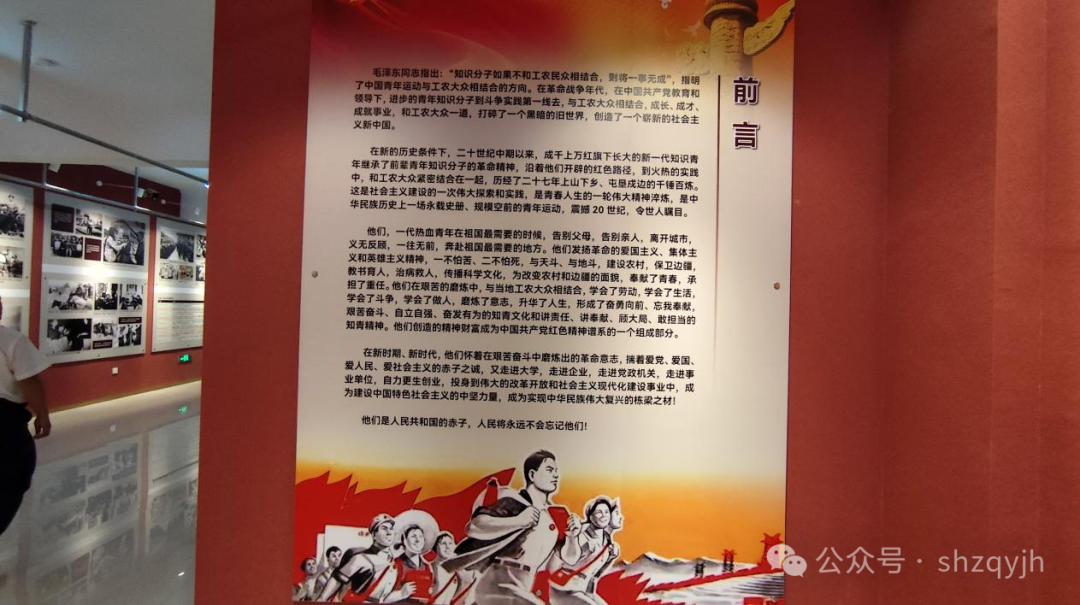 前言
毛泽东同志指出：“知识分子如果不和工农民众相结合，则将一事无成”，指明
了中国青年运动与工农大众相结合的方向。在革命战争年代，在中国共产党教育和
领导下，进步的青年知识分子到斗争实践第一线去，与工农大众相结合，成长、成才、
成就事业，和工农大众一道，打碎了一个黑暗的旧世界，创造了一个崭新的社会主
义新中国。
在新的历史条件下，二十世纪中期以来，成千上万红旗下长大的新一代知识青
年继承了前辈青年知识分子的革命精神，沿着他们开辟的红色路径，到火热的实践
中，和工农大众紧密结合在一起，历经了二十七年上山下乡、屯垦戍边的千锤百炼。
这是社会主义建设的一次伟大探索和实践，是青春人生的一轮伟大精神淬炼，是中
华民族历史上一场永载史册、规模空前的青年运动，震撼 20 世纪，令世人瞩目。
他们，一代热血青年在祖国最需要的时候，告别父母，告别亲人，离开城市，
义无反顾，一往无前，奔赴祖国最需要的地方。他们发扬革命的爱国主义、集体主
义和英雄主义精神，一不怕苦、二不怕死，与天斗、与地斗，建设农村，保卫边疆，
教书育人，治病救人，传播科学文化，为改变农村和边疆的面貌，奉献了青春，承
担了重任。他们在艰苦的磨炼中，与当地工农大众相结合，学会了劳动，学会了生活，
学会了斗争，学会了做人，磨炼了意志，升华了人生，形成了奋勇向前、忘我奉献，
艰苦奋斗、自立自强、奋发有为的知青文化和讲责任、讲奉献、顾大局、敢担当的
知青精神。他们创造的精神财富成为中国共产党红色精神谱系的一个组成部分。
在新时期、新时代，他们怀着在艰苦奋斗中磨炼出的革命意志，揣着爱党、爱国、
爱人民、爱社会主义的赤子之诚，又走进大学，走进企业，走进党政机关，走进事
业单位，自力更生创业，投身到伟大的改革开放和社会主义现代化建设事业中，成
为建设中国特色社会主义的中坚力量，成为实现中华民族伟大复兴的栋梁之材！
他们是人民共和国的赤子，人民将永远不会忘记他们！
公众号 · shzqyjh